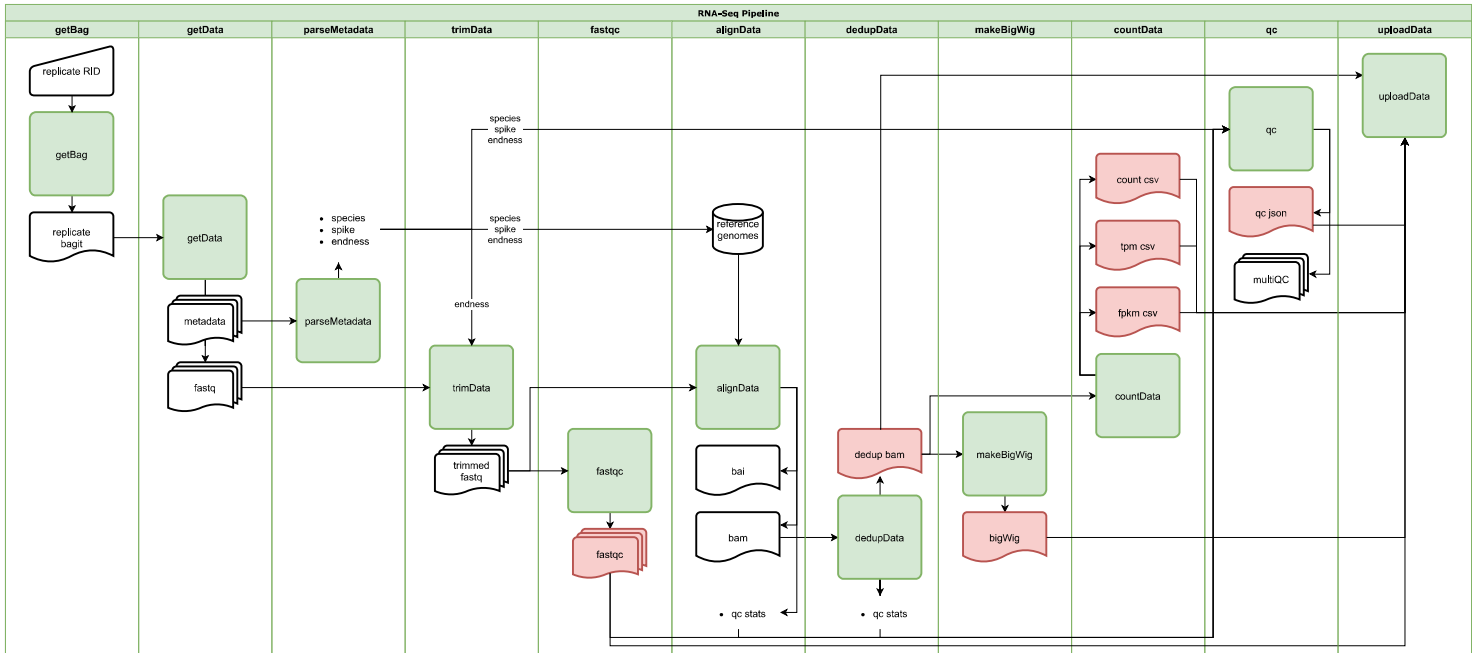 RNA-Seq Pipeline
getBag
getData
parseMetadata
trimData
fastqc
alignData
dedupData
makeBigWig
countData
qc
uploadData
replicate RID
getBag
replicate
bagit
getData
metadata
fastq
• species
• spike
• endness
parseMetadata
species
spike
endness
species
spike
endness
endness
trimData
trimmed
fastq
fastqc
fastqc
reference
genomes
alignData
bai
bam
• qc stats
dedup bam
dedupData
• qc stats
makeBigWig
bigWig
count csv
tpm csv
fpkm csv
countData
qc
qc json
multiQC
uploadData